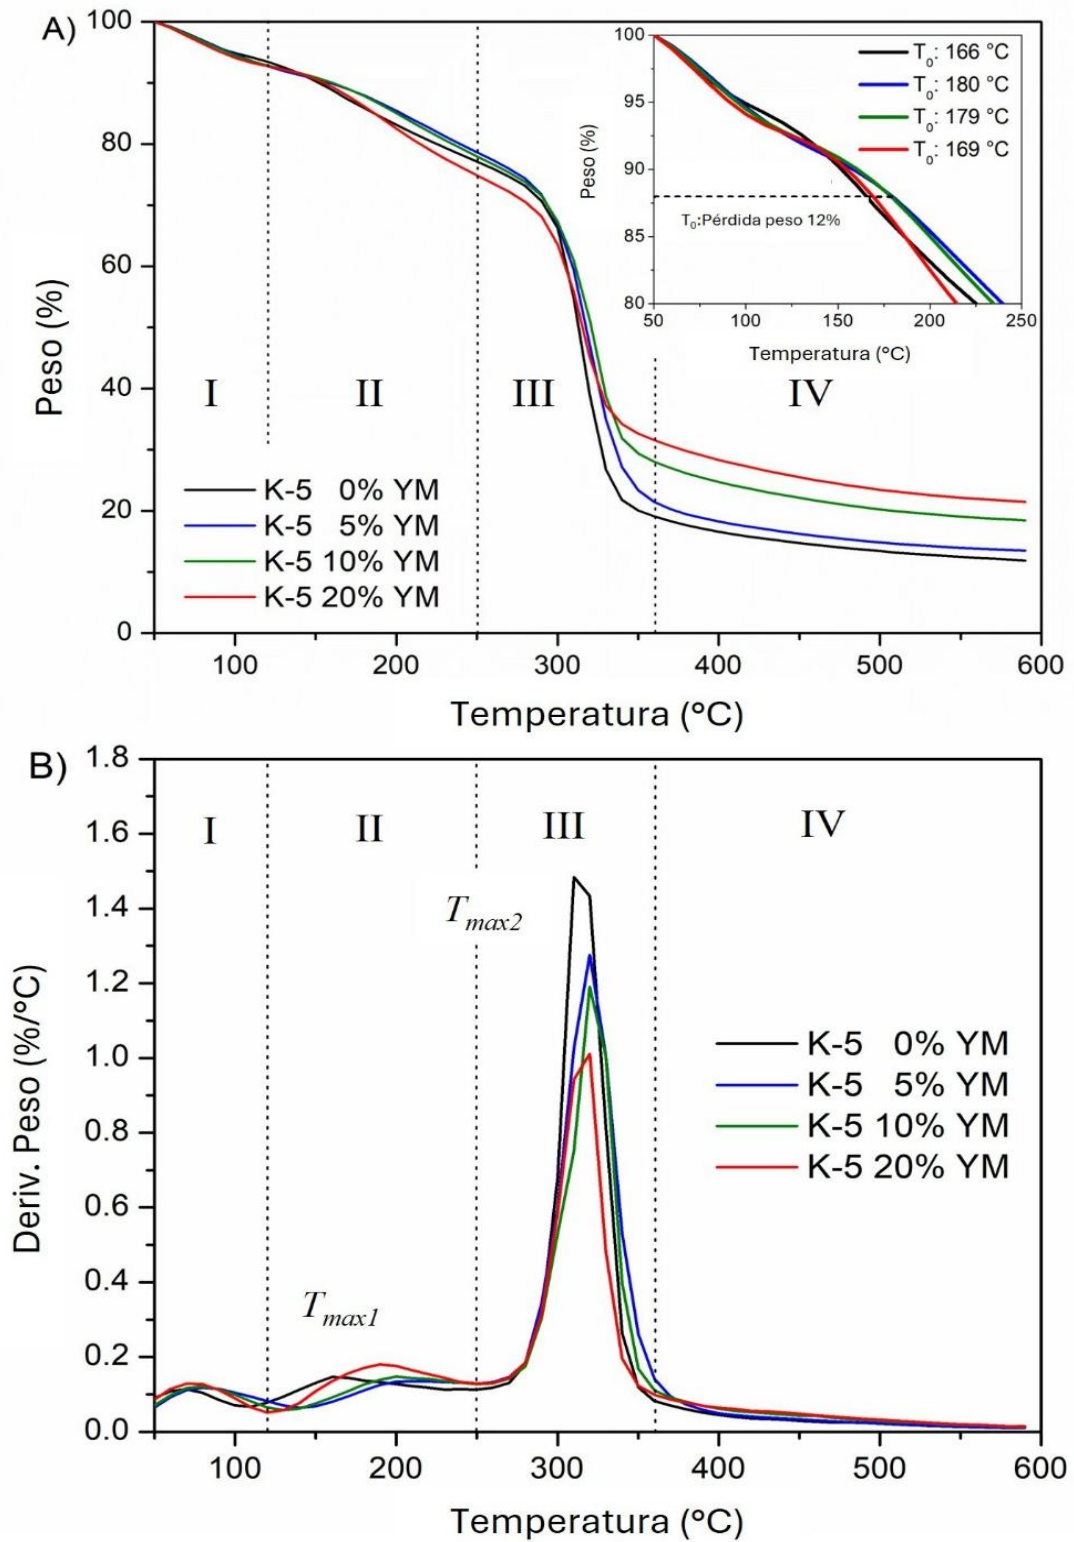 A)
100
80
60
40
20
0
Peso (%)
I
II
III
IV
K-5 0% YM
K-5 5% YM
K-5 10% YM
K-5 20% YM
100
200
300
400
500
600
Temperatura (°C)
100
95
90
85
80
Peso (%)
T0: 166 °C
T0: 180 °C
T0: 179 °C
T0: 169 °C
T0:Pérdida peso 12%
50
100
150
200
250
Temperatura (°C)
B)
1.8
1.6
1.4
1.2
1.0
0.8
0.6
0.4
0.2
0.0
Deriv. Peso (%/°C)
I
II
III
IV
Tmax2
Tmax1
K-5 0% YM
K-5 5% YM
K-5 10% YM
K-5 20% YM
100
200
300
400
500
600
Temperatura (°C)